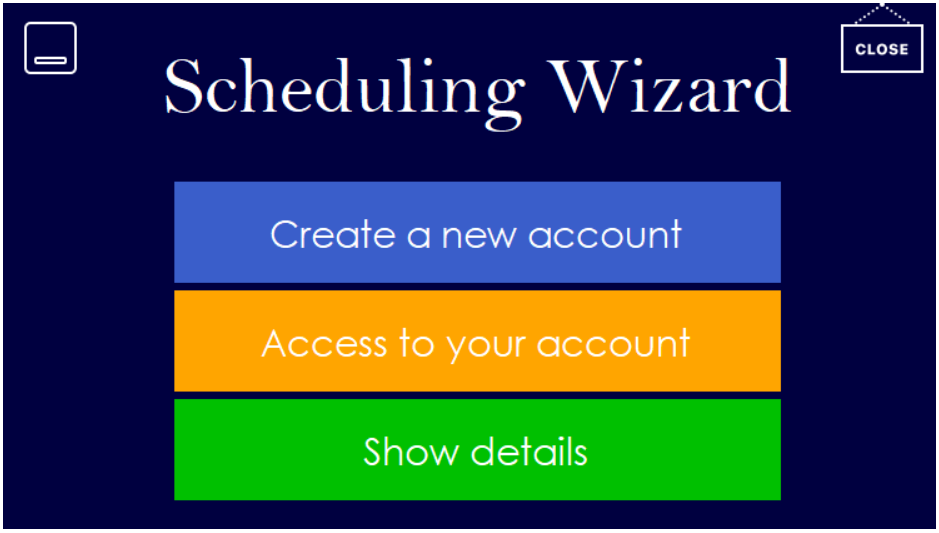 CLOSE
Scheduling Wizard
Create a new account
Access to your account
Show details